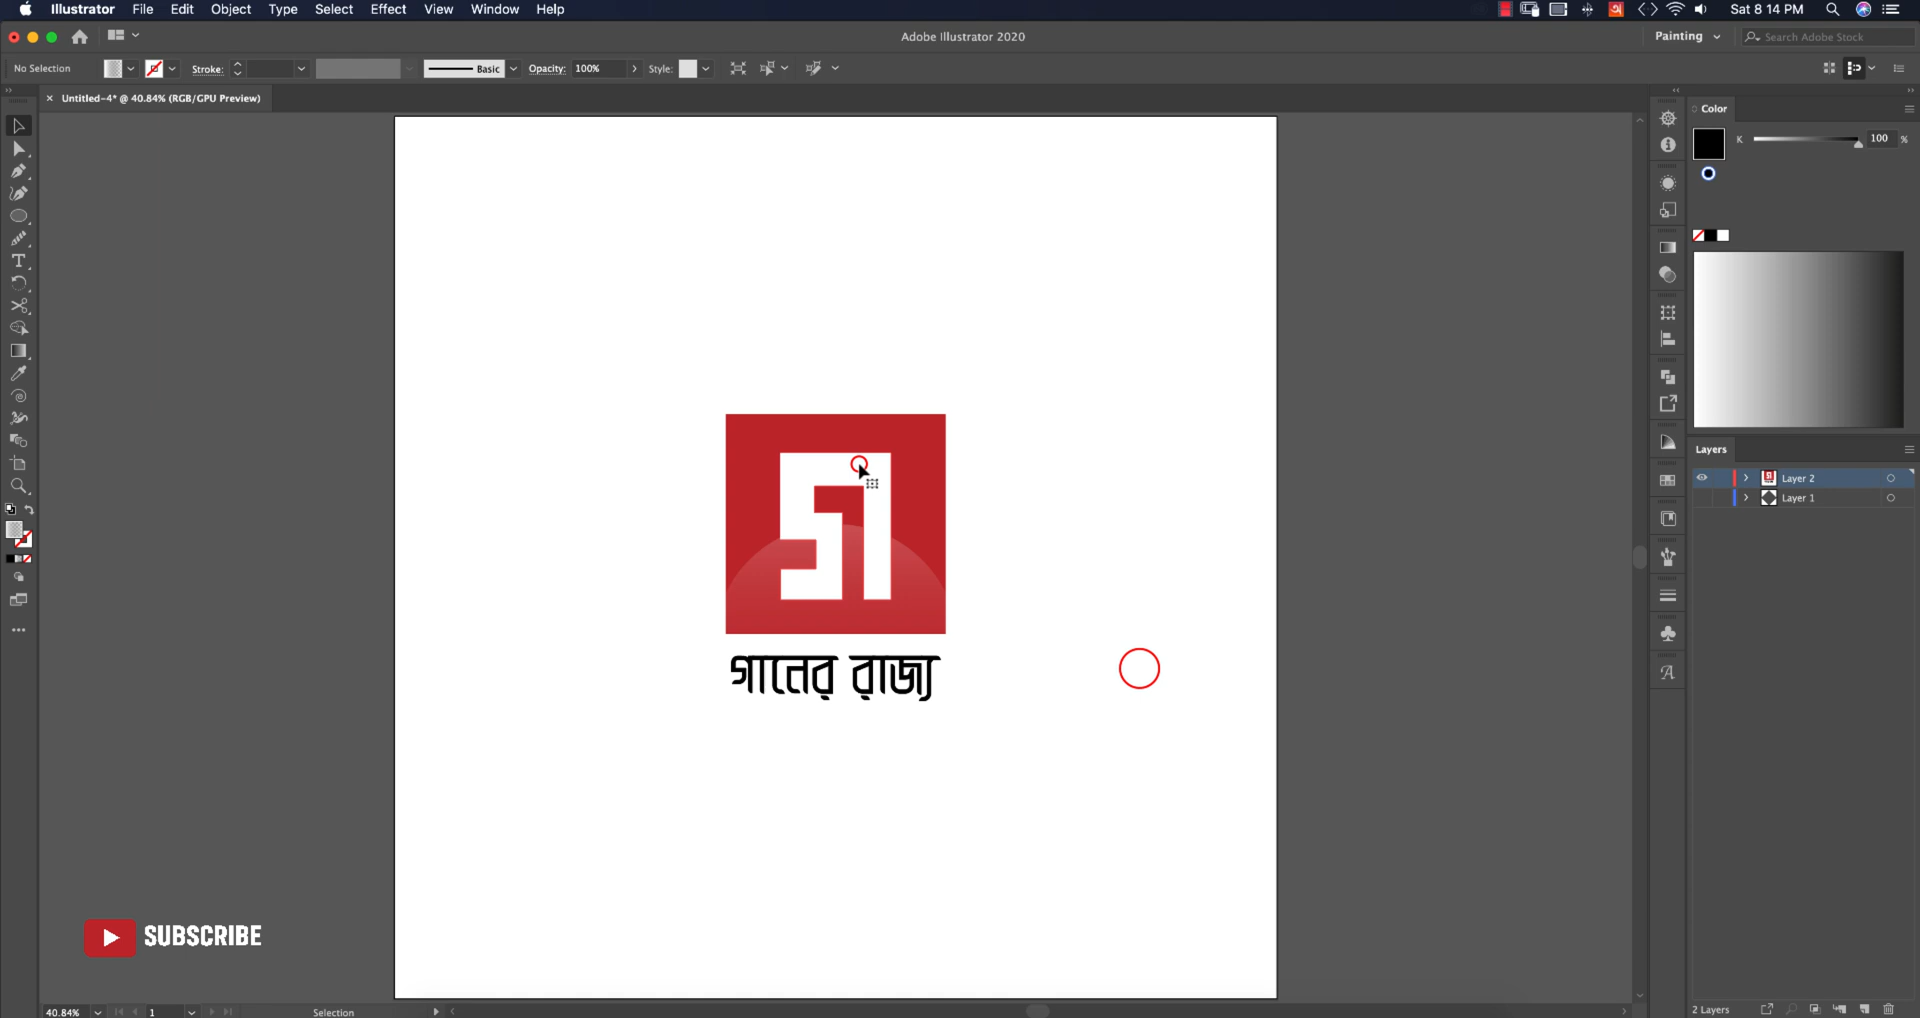 Illustrator File Edit Object Type Select Effect View Window Help
Sat 8 14 PM
Adobe Illustrator 2020
Painting
Search Adobe Stock
No Selection
Stroke:
Basic
Opacity: 100%
Style:
Untitled-4* @ 40.84% (RGB/GPU Preview)
Color
K 100 %
Layers
Layer 2
Layer 1
গানের রাজ্য
SUBSCRIBE
40.84%
1
Selection
2 Layers